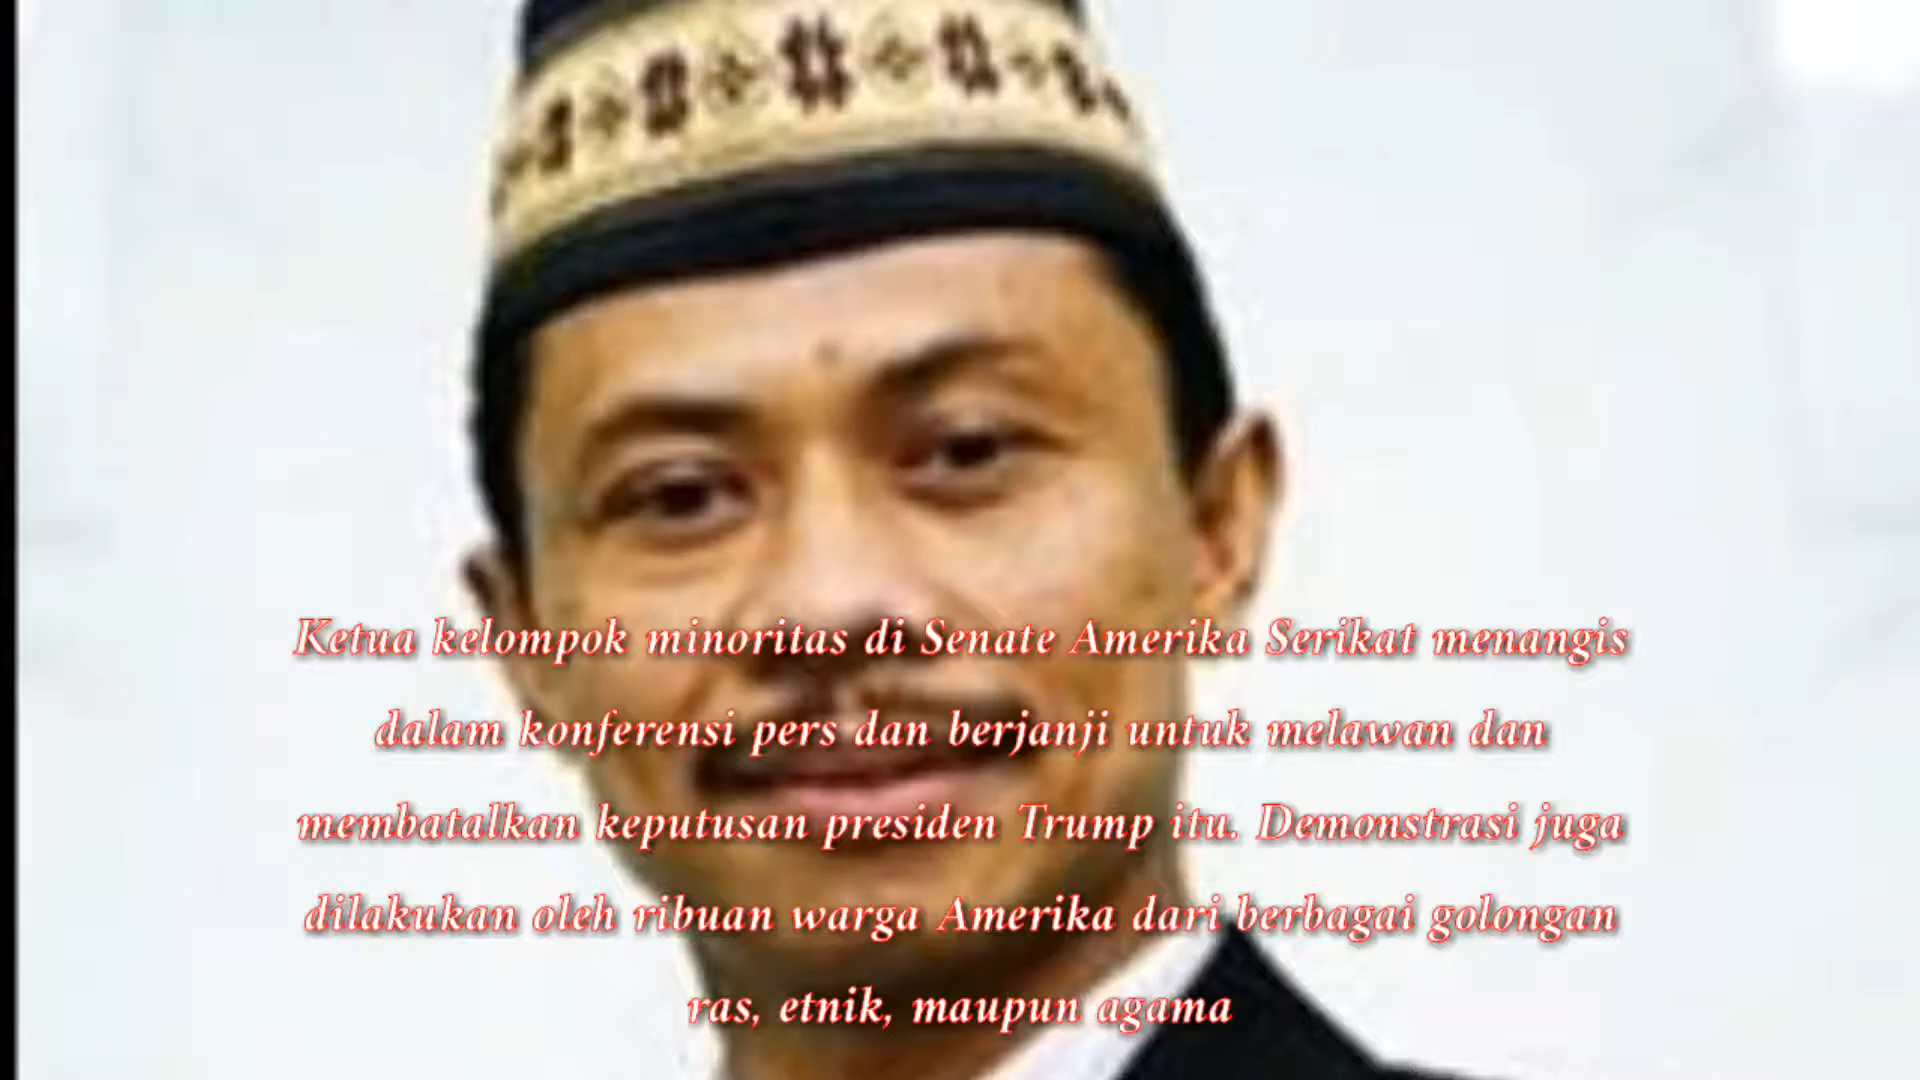 Ketua kelompok minoritas di Senate Amerika Serikat menangis
dalam konferensi pers dan berjanji untuk melawan dan
membatalkan keputusan presiden Trump itu. Demonstrasi juga
dilakukan oleh ribuan warga Amerika dari berbagai golongan
ras, etnik, maupun agama